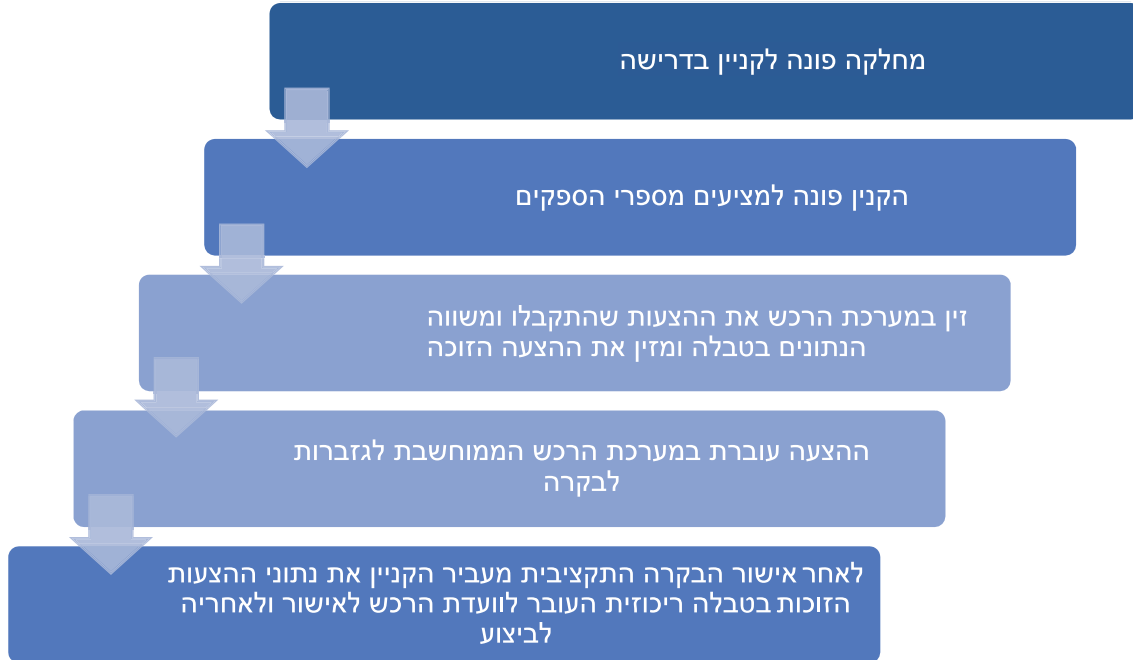 מחלקה פונה לקניין בדרישה
הקנין פונה למציעים מספרי הספקים
זין במערכת הרכש את ההצעות שהתקבלו ומשווה
הנתונים בטבלה ומזין את ההצעה הזוכה
ההצעה עוברת במערכת הרכש הממוחשבת לגזברות
לבקרה
לאחר אישור הבקרה התקציבית מעביר הקניין את נתוני ההצעות
הזוכות בטבלה ריכוזית העובר לוועדת הרכש לאישור ולאחריה
לביצוע